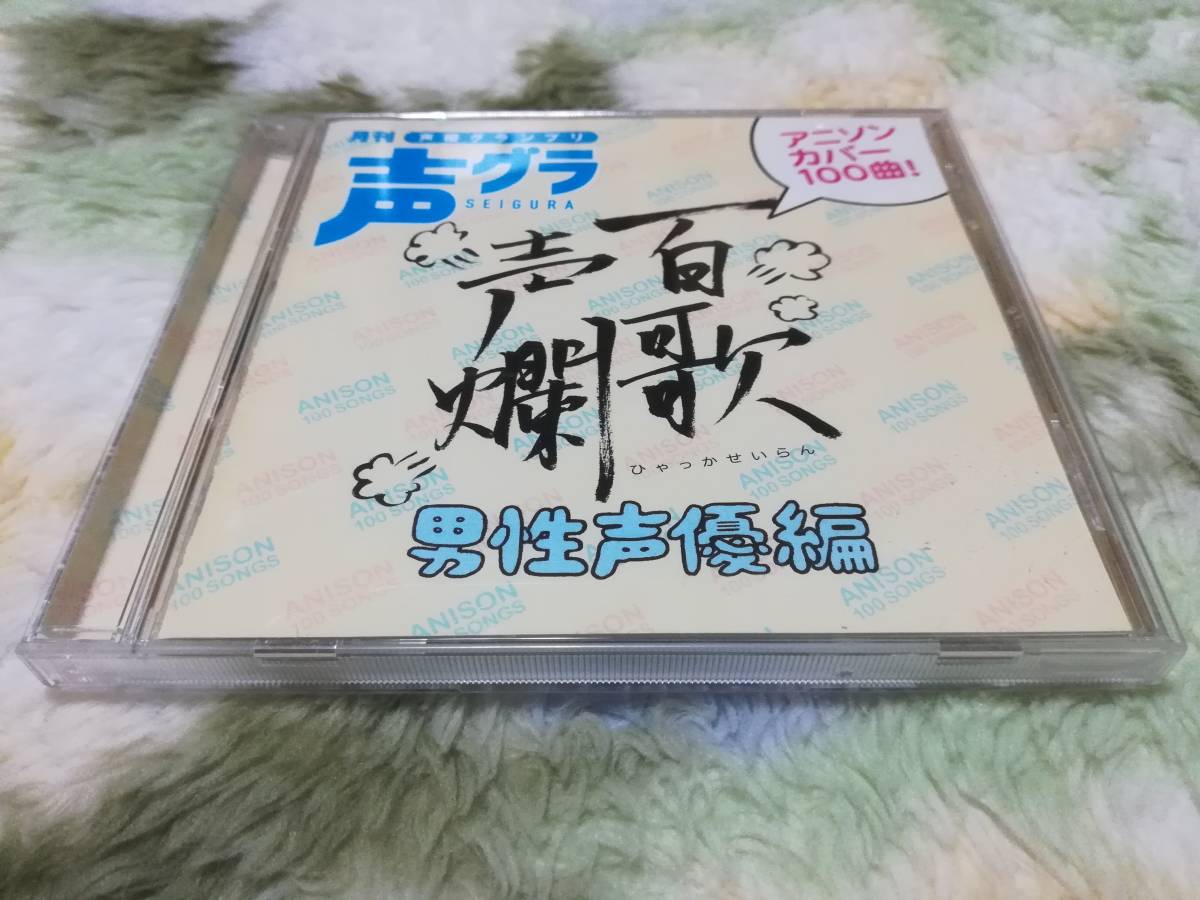 月刊 声優グランプリ
声グラ
SEIGURA
アニソン
カバー
100曲!
百歌
声爛
ひゃっかせいらん
男性声優編
ANISON
100 SONGS